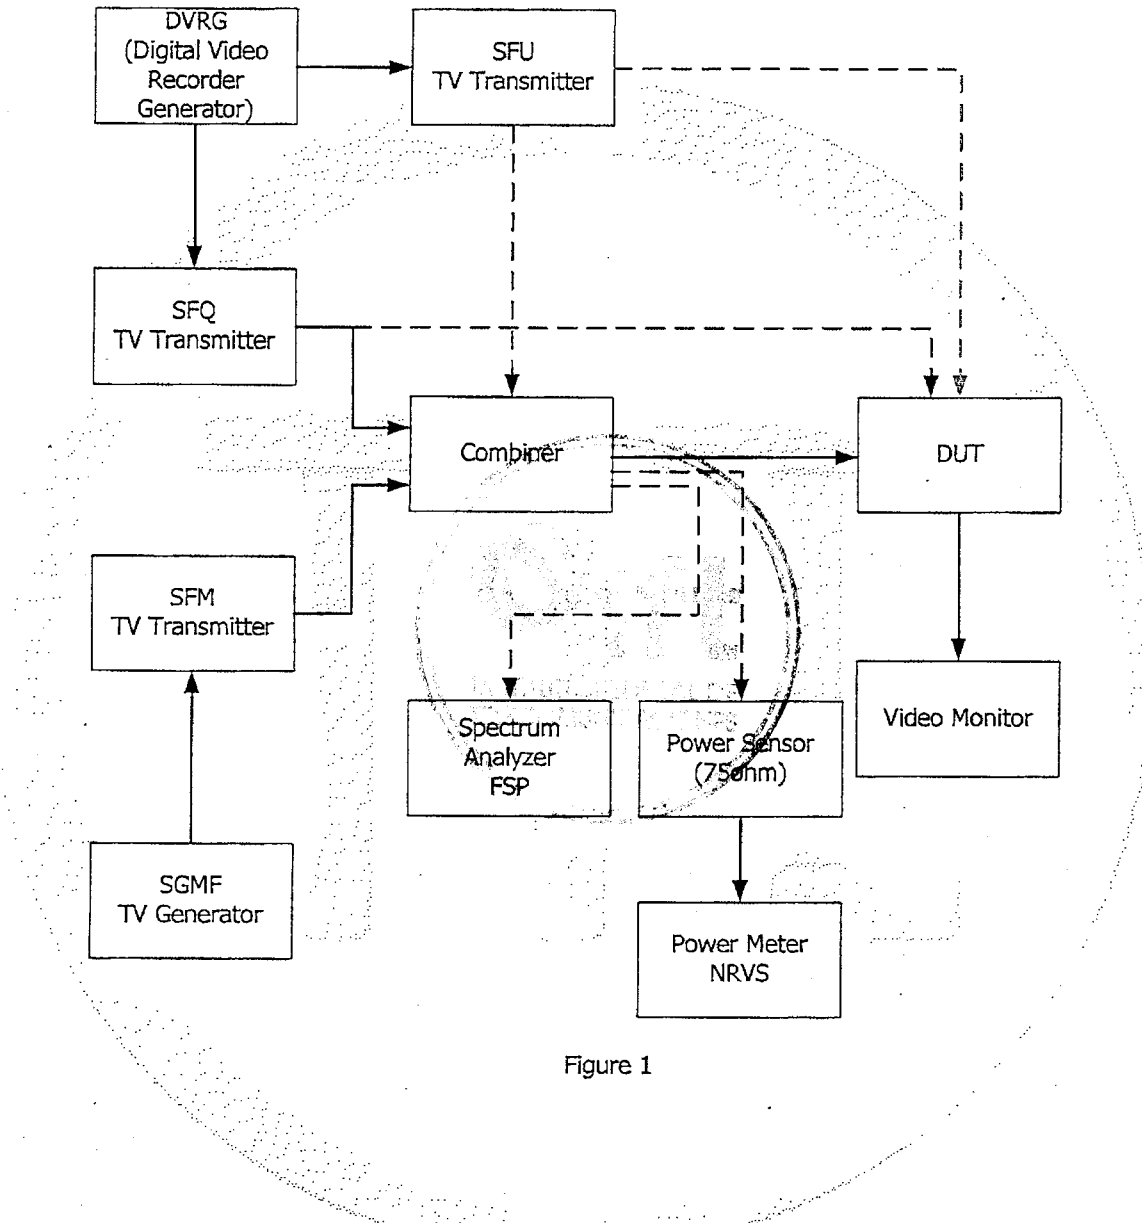 DVRG
(Digital Video
Recorder
Generator)
SFU
TV Transmitter
SFQ
TV Transmitter
Combiner
DUT
SFM
TV Transmitter
Spectrum
Analyzer
FSP
Power Sensor
(75ohm)
Video Monitor
SGMF
TV Generator
Power Meter
NRVS
Figure 1